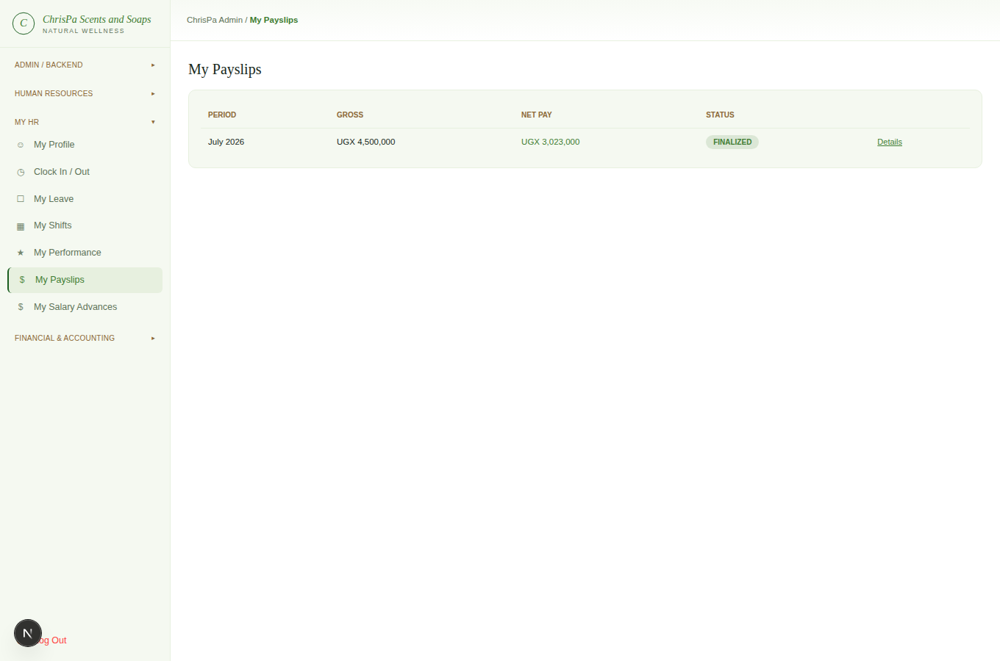 C
ChrisPa Scents and Soaps
NATURAL WELLNESS
ChrisPa Admin / My Payslips
ADMIN / BACKEND
HUMAN RESOURCES
MY HR
My Profile
Clock In / Out
My Leave
My Shifts
My Performance
$ My Payslips
$ My Salary Advances
FINANCIAL & ACCOUNTING
My Payslips
PERIOD GROSS NET PAY STATUS
July 2026 UGX 4,500,000 UGX 3,023,000 FINALIZED Details
N
Out